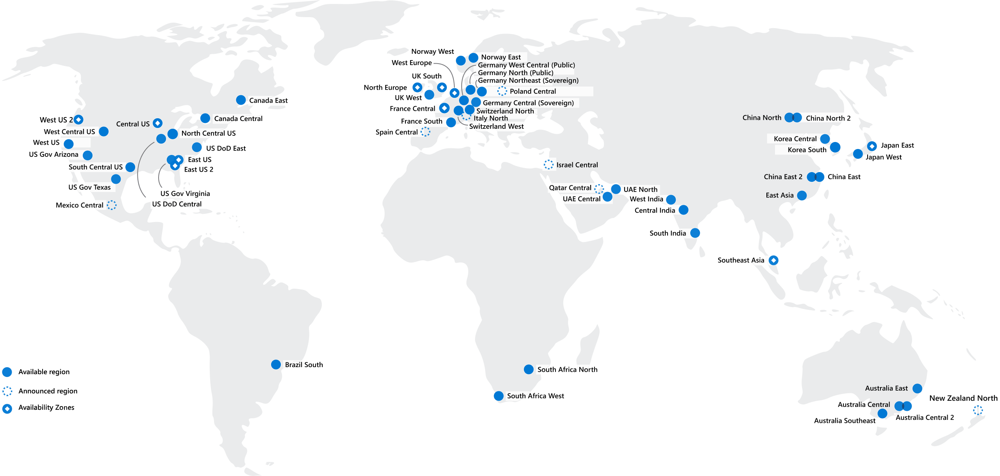 Norway West
Norway East
West Europe
Germany West Central (Public)
Germany North (Public)
UK South
Germany Northeast (Sovereign)
North Europe
Poland Central
UK West
Canada East
Germany Central (Sovereign)
France Central
Switzerland North
West US 2
Central US
Canada Central
Italy North
China North
China North 2
France South
Switzerland West
West Central US
North Central US
Spain Central
Korea Central
West US
US DoD East
Korea South
Japan East
US Gov Arizona
East US
Japan West
South Central US
East US 2
Israel Central
China East 2
China East
US Gov Texas
Qatar Central
UAE North
US Gov Virginia
UAE Central
West India
East Asia
Mexico Central
US DoD Central
Central India
South India
Southeast Asia
Brazil South
South Africa North
Available region
Australia East
Announced region
South Africa West
New Zealand North
Availability Zones
Australia Central
Australia Central 2
Australia Southeast